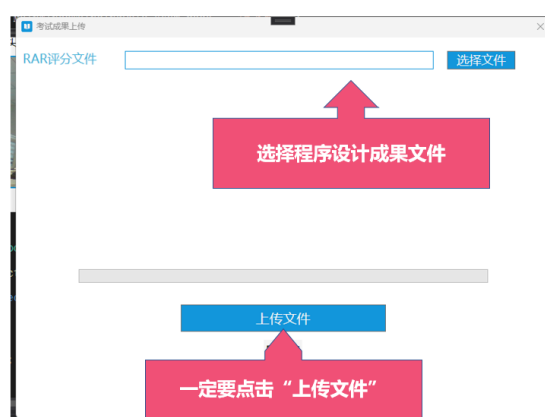 考试成果上传
RAR评分文件
选择文件
选择程序设计成果文件
上传文件
一定要点击“上传文件”